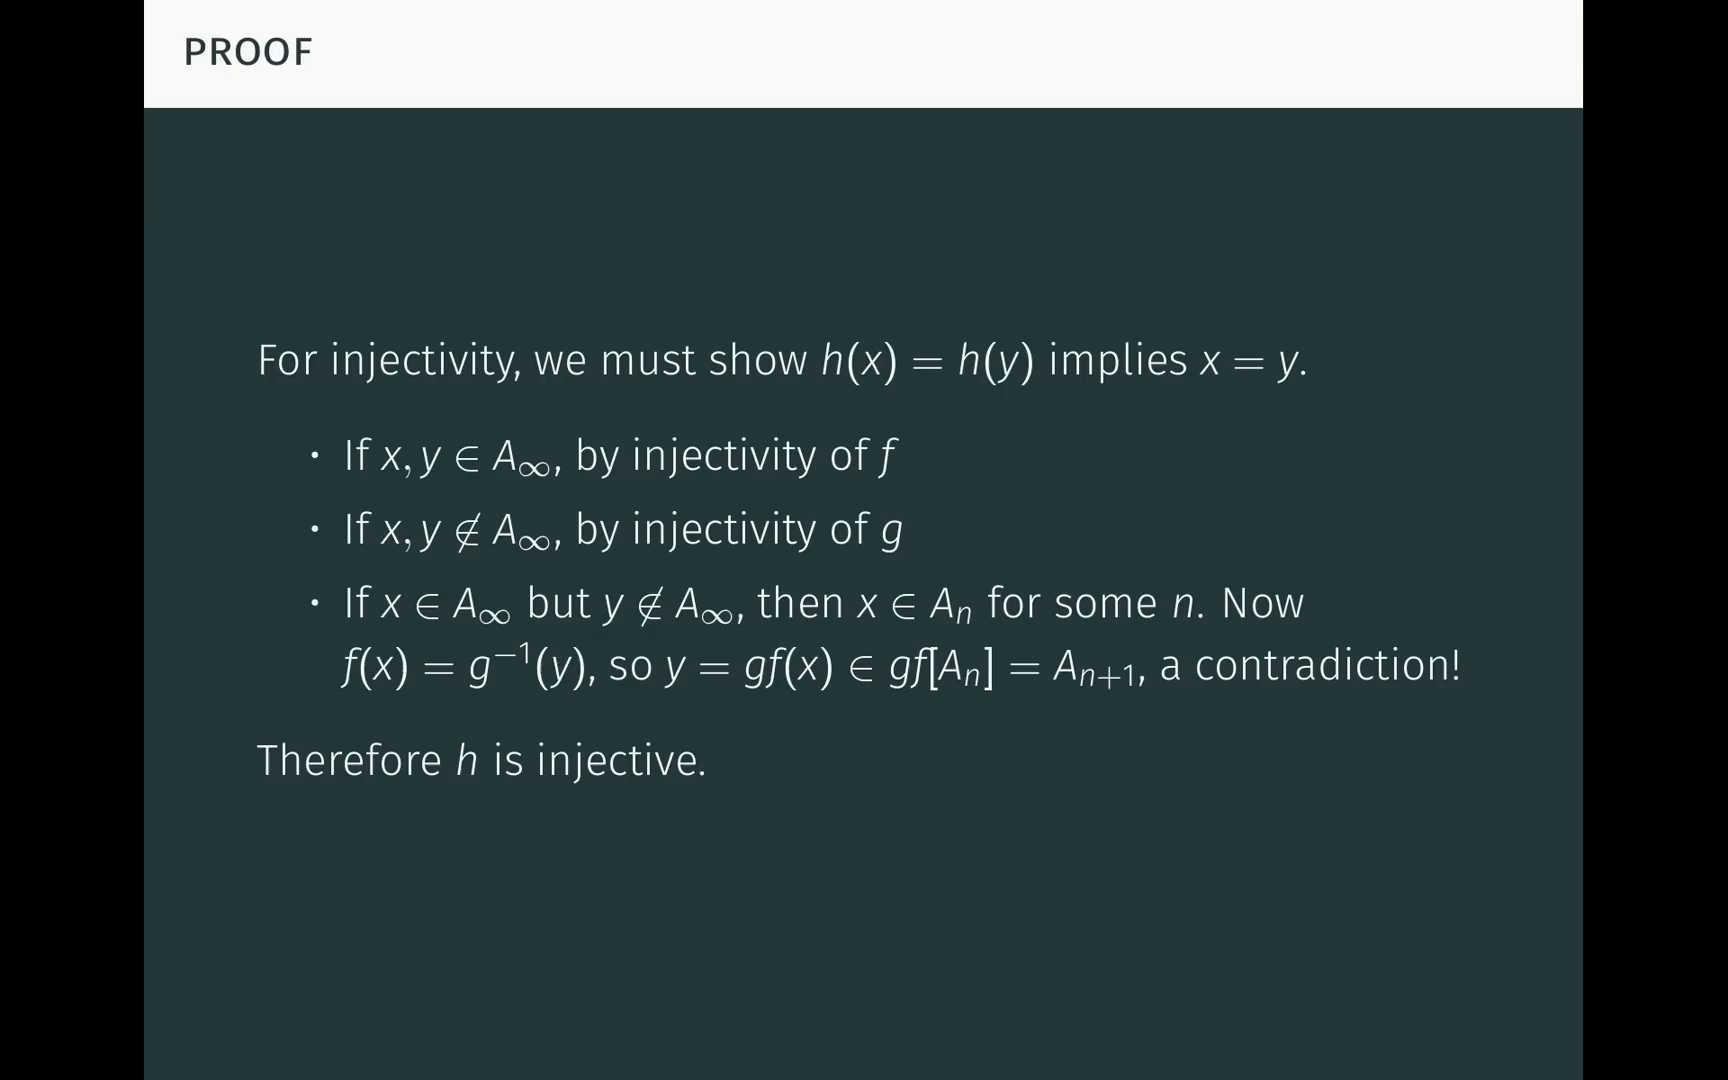 PROOF
For injectivity, we must show h(x) = h(y) implies x = y.
· If x, y ∈ A∞, by injectivity of f
· If x, y ∉ A∞, by injectivity of g
· If x ∈ A∞ but y ∉ A∞, then x ∈ Aₙ for some n. Now
f(x) = g⁻¹(y), so y = gf(x) ∈ gf[Aₙ] = Aₙ₊₁, a contradiction!
Therefore h is injective.